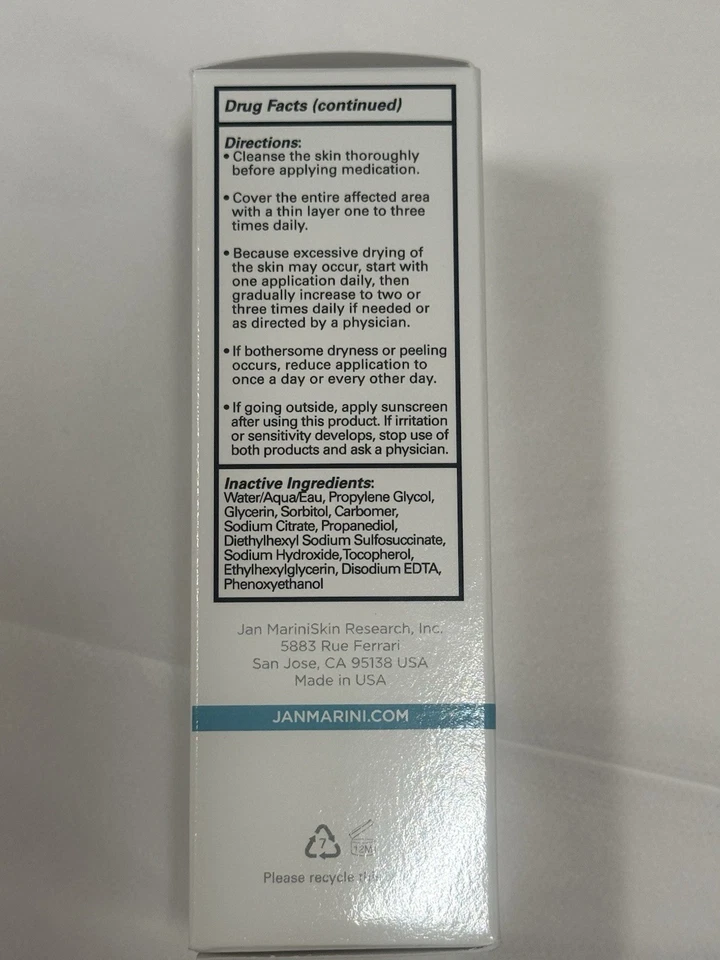 Drug Facts (continued)
Directions:
• Cleanse the skin thoroughly
before applying medication.
• Cover the entire affected area
with a thin layer one to three
times daily.
• Because excessive drying of
the skin may occur, start with
one application daily, then
gradually increase to two or
three times daily if needed or
as directed by a physician.
• If bothersome dryness or peeling
occurs, reduce application to
once a day or every other day.
• If going outside, apply sunscreen
after using this product. If irritation
or sensitivity develops, stop use of
both products and ask a physician.
Inactive Ingredients:
Water/Aqua/Eau, Propylene Glycol,
Glycerin, Sorbitol, Carbomer,
Sodium Citrate, Propanediol,
Diethylhexyl Sodium Sulfosuccinate,
Sodium Hydroxide, Tocopherol,
Ethylhexylglycerin, Disodium EDTA,
Phenoxyethanol
Jan MariniSkin Research, Inc.
5883 Rue Ferrari
San Jose, CA 95138 USA
Made in USA
JANMARINI.COM
7
12M
Please recycle